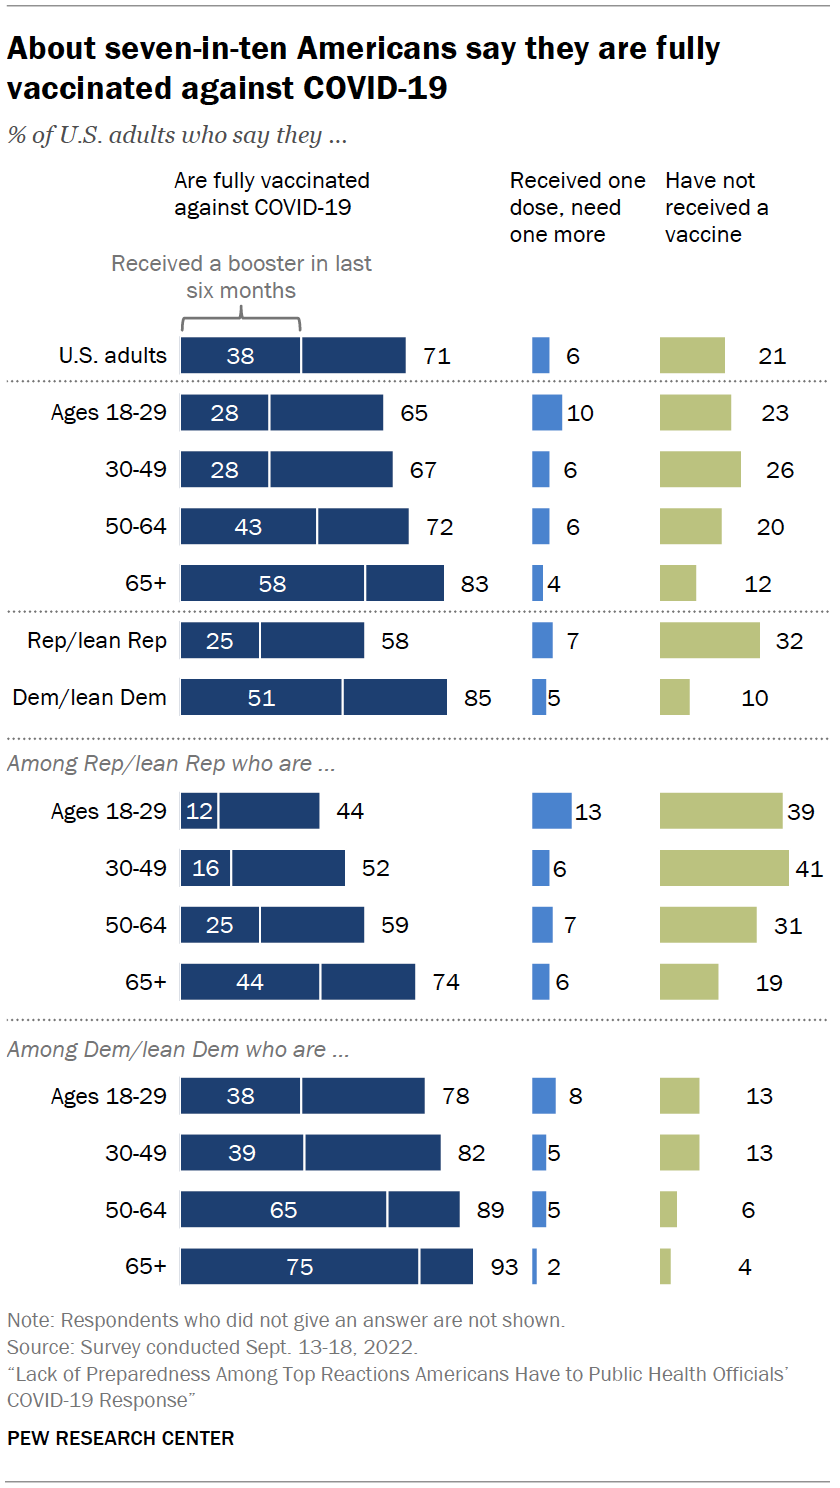 About seven-in-ten Americans say they are fully
vaccinated against COVID-19
% of U.S. adults who say they ...
Are fully vaccinated
against COVID-19
Received one
dose, need
one more
Have not
received a
vaccine
Received a booster in last
six months
U.S. adults 38 71 6 21
Ages 18-29 28 65 10 23
30-49 28 67 6 26
50-64 43 72 6 20
65+ 58 83 4 12
Rep/lean Rep 25 58 7 32
Dem/lean Dem 51 85 5 10
Among Rep/lean Rep who are ...
Ages 18-29 12 44 13 39
30-49 16 52 6 41
50-64 25 59 7 31
65+ 44 74 6 19
Among Dem/lean Dem who are ...
Ages 18-29 38 78 8 13
30-49 39 82 5 13
50-64 65 89 5 6
65+ 75 93 2 4
Note: Respondents who did not give an answer are not shown.
Source: Survey conducted Sept. 13-18, 2022.
“Lack of Preparedness Among Top Reactions Americans Have to Public Health Officials’
COVID-19 Response”
PEW RESEARCH CENTER